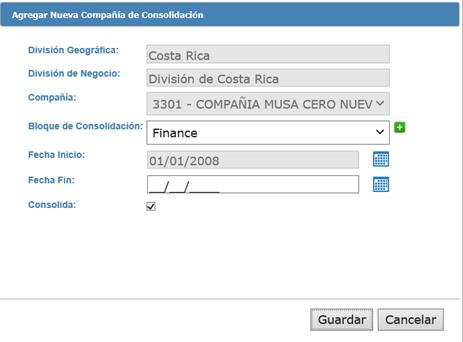 Agregar Nueva Compañía de Consolidación
División Geográfica: Costa Rica
División de Negocio: División de Costa Rica
Compañía: 3301 - COMPAÑIA MUSA CERO NUEV
Bloque de Consolidación: Finance
Fecha Inicio: 01/01/2008
Fecha Fin: __/__/____
Consolida:
Guardar Cancelar